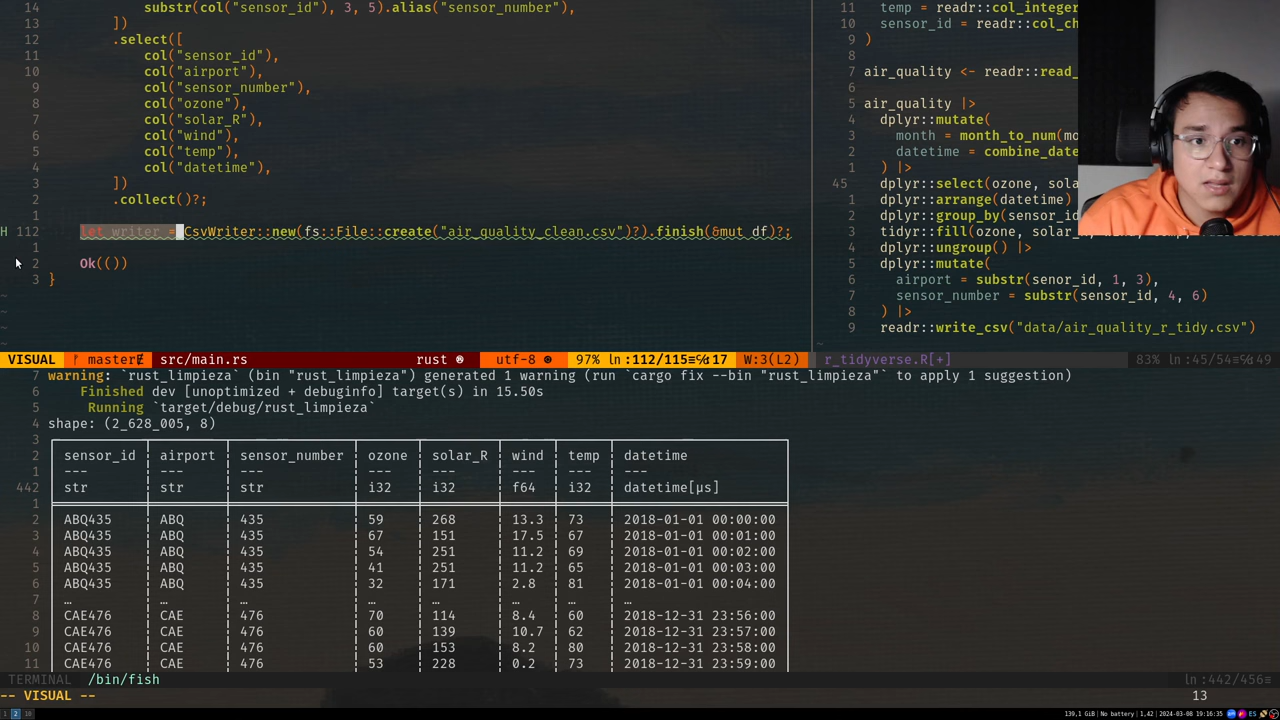 14 substr(col("sensor_id"), 3, 5).alias("sensor_number"),
13 ])
12 .select([
11 col("sensor_id"),
10 col("airport"),
9 col("sensor_number"),
8 col("ozone"),
7 col("solar_R"),
6 col("wind"),
5 col("temp"),
4 col("datetime"),
3 ])
2 .collect()?;
1
H 112 let writer = CsvWriter::new(fs::File::create("air_quality_clean.csv")?).finish(&mut df)?;
1
2 Ok(())
3 }
~
~
~
~
VISUAL master src/main.rs rust utf-8 97% ln:112/115≡℅:17 W:3(L2)
11 temp = readr::col_integer
10 sensor_id = readr::col_ch
9 )
8
7 air_quality <- readr::read_
6
5 air_quality |>
4 dplyr::mutate(
3 month = month_to_num(mo
2 datetime = combine_date
1 ) |>
45 dplyr::select(ozone, sola
1 dplyr::arrange(datetime)
2 dplyr::group_by(sensor_id
3 tidyr::fill(ozone, solar_
4 dplyr::ungroup() |>
5 dplyr::mutate(
6 airport = substr(senor_id, 1, 3),
7 sensor_number = substr(sensor_id, 4, 6)
8 ) |>
9 readr::write_csv("data/air_quality_r_tidy.csv")
~
r_tidyverse.R[+] 83% ln:45/54≡℅:49
7 warning: `rust_limpieza` (bin "rust_limpieza") generated 1 warning (run `cargo fix --bin "rust_limpieza"` to apply 1 suggestion)
6 Finished dev [unoptimized + debuginfo] target(s) in 15.50s
5 Running `target/debug/rust_limpieza`
4 shape: (2_628_005, 8)
3
2 sensor_id airport sensor_number ozone solar_R wind temp datetime
1 --- --- --- --- --- --- --- ---
442 str str str i32 i32 f64 i32 datetime[μs]
1
2 ABQ435 ABQ 435 59 268 13.3 73 2018-01-01 00:00:00
3 ABQ435 ABQ 435 67 151 17.5 67 2018-01-01 00:01:00
4 ABQ435 ABQ 435 54 251 11.2 69 2018-01-01 00:02:00
5 ABQ435 ABQ 435 41 251 11.2 65 2018-01-01 00:03:00
6 ABQ435 ABQ 435 32 171 2.8 81 2018-01-01 00:04:00
7 … … … … … … … …
8 CAE476 CAE 476 70 114 8.4 60 2018-12-31 23:56:00
9 CAE476 CAE 476 60 139 10.7 62 2018-12-31 23:57:00
10 CAE476 CAE 476 60 153 8.2 80 2018-12-31 23:58:00
11 CAE476 CAE 476 53 228 0.2 73 2018-12-31 23:59:00
TERMINAL /bin/fish ln:442/456≡
-- VISUAL -- 13
1 2 10 139,1 GiB | No battery | 1,42 | 2024-03-08 19:16:35 ES